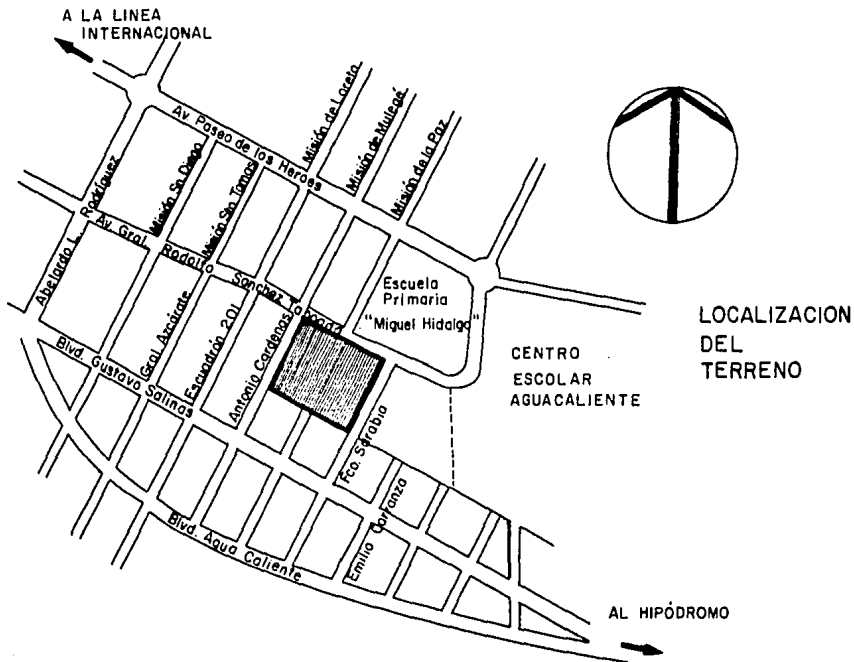 A LA LINEA
INTERNACIONAL
Av. Paseo de los Heroes
Misión de Loreto
Misión de Mulegé
Misión de la Paz
Misión Sn Diego
Misión Sto Tomas
Abelardo L. Rodríguez
Av. Gral. Rodolfo Sanchez Taboada
Escuela
Primaria
"Miguel Hidalgo"
LOCALIZACION
DEL
TERRENO
CENTRO
ESCOLAR
AGUACALIENTE
Gral. Azcárate
Escuadrón 201
Antonio Cardenas
Fco. Sarabia
Blvd. Gustavo Salinas
Emilio Carranza
Blvd. Agua Caliente
AL HIPÓDROMO